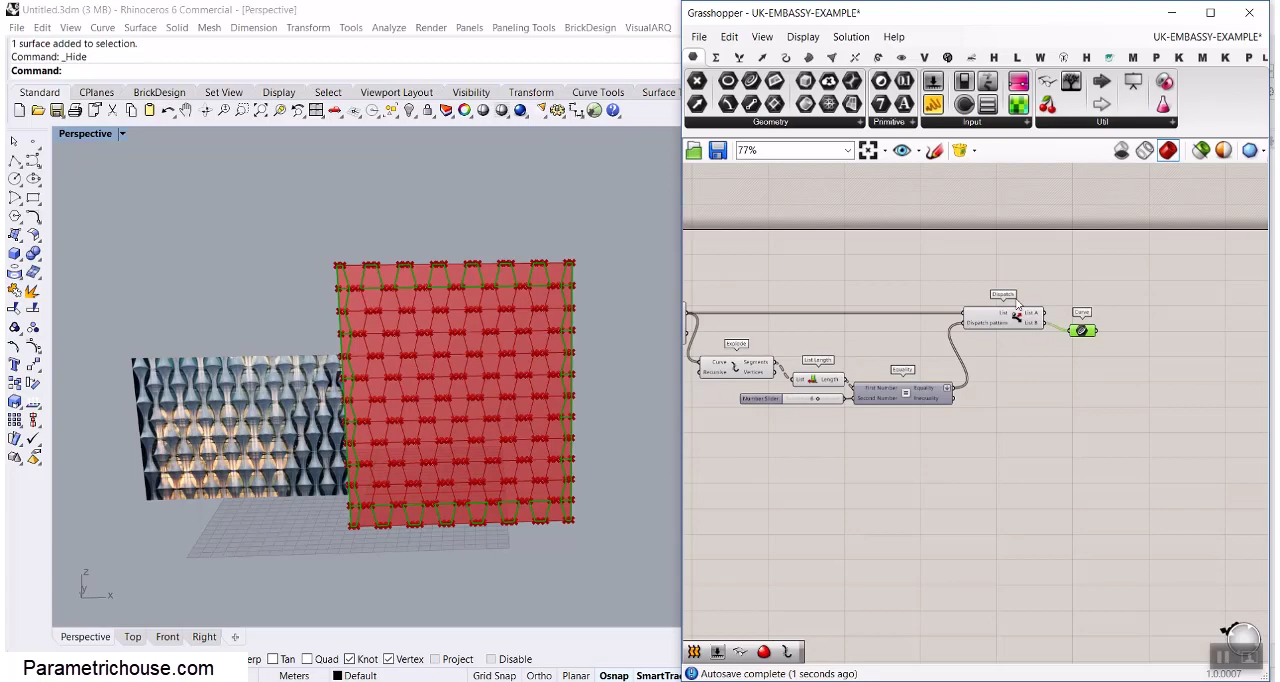 Untitled.3dm (3 MB) - Rhinoceros 6 Commercial - [Perspective]
File Edit View Curve Surface Solid Mesh Dimension Transform Tools Analyze Render Panels Paneling Tools BrickDesign VisualARQ
1 surface added to selection.
Command: _Hide
Command:
Standard CPlanes BrickDesign Set View Display Select Viewport Layout Visibility Transform Curve Tools Surface T
Perspective
z
y x
Perspective Top Front Right
erp Tan Quad Knot Vertex Project Disable
Parametrichouse.com
Meters Default Grid Snap Ortho Planar Osnap SmartTrac
Grasshopper - UK-EMBASSY-EXAMPLE*
File Edit View Display Solution Help UK-EMBASSY-EXAMPLE*
H L W H M P K M K P L
Geometry Primitive Input Util
77%
Dispatch
List List A
Dispatch pattern List B
Curve
Explode
Curve Segments
Recursive Vertices
List Length
List Length
Equality
First Number Equality
Second Number Inequality
Number Slider 6
Autosave complete (1 seconds ago)
1.0.0007